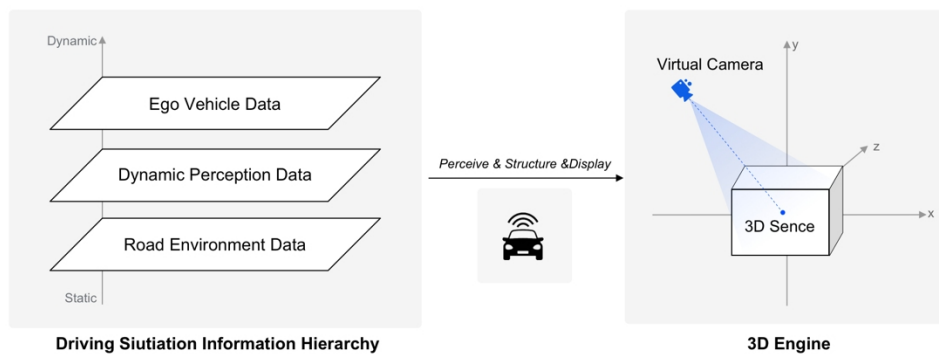 Dynamic
Ego Vehicle Data
Dynamic Perception Data
Road Environment Data
Static
Driving Siutiation Information Hierarchy
Perceive & Structure &Display
Virtual Camera
y
z
x
3D Sence
3D Engine